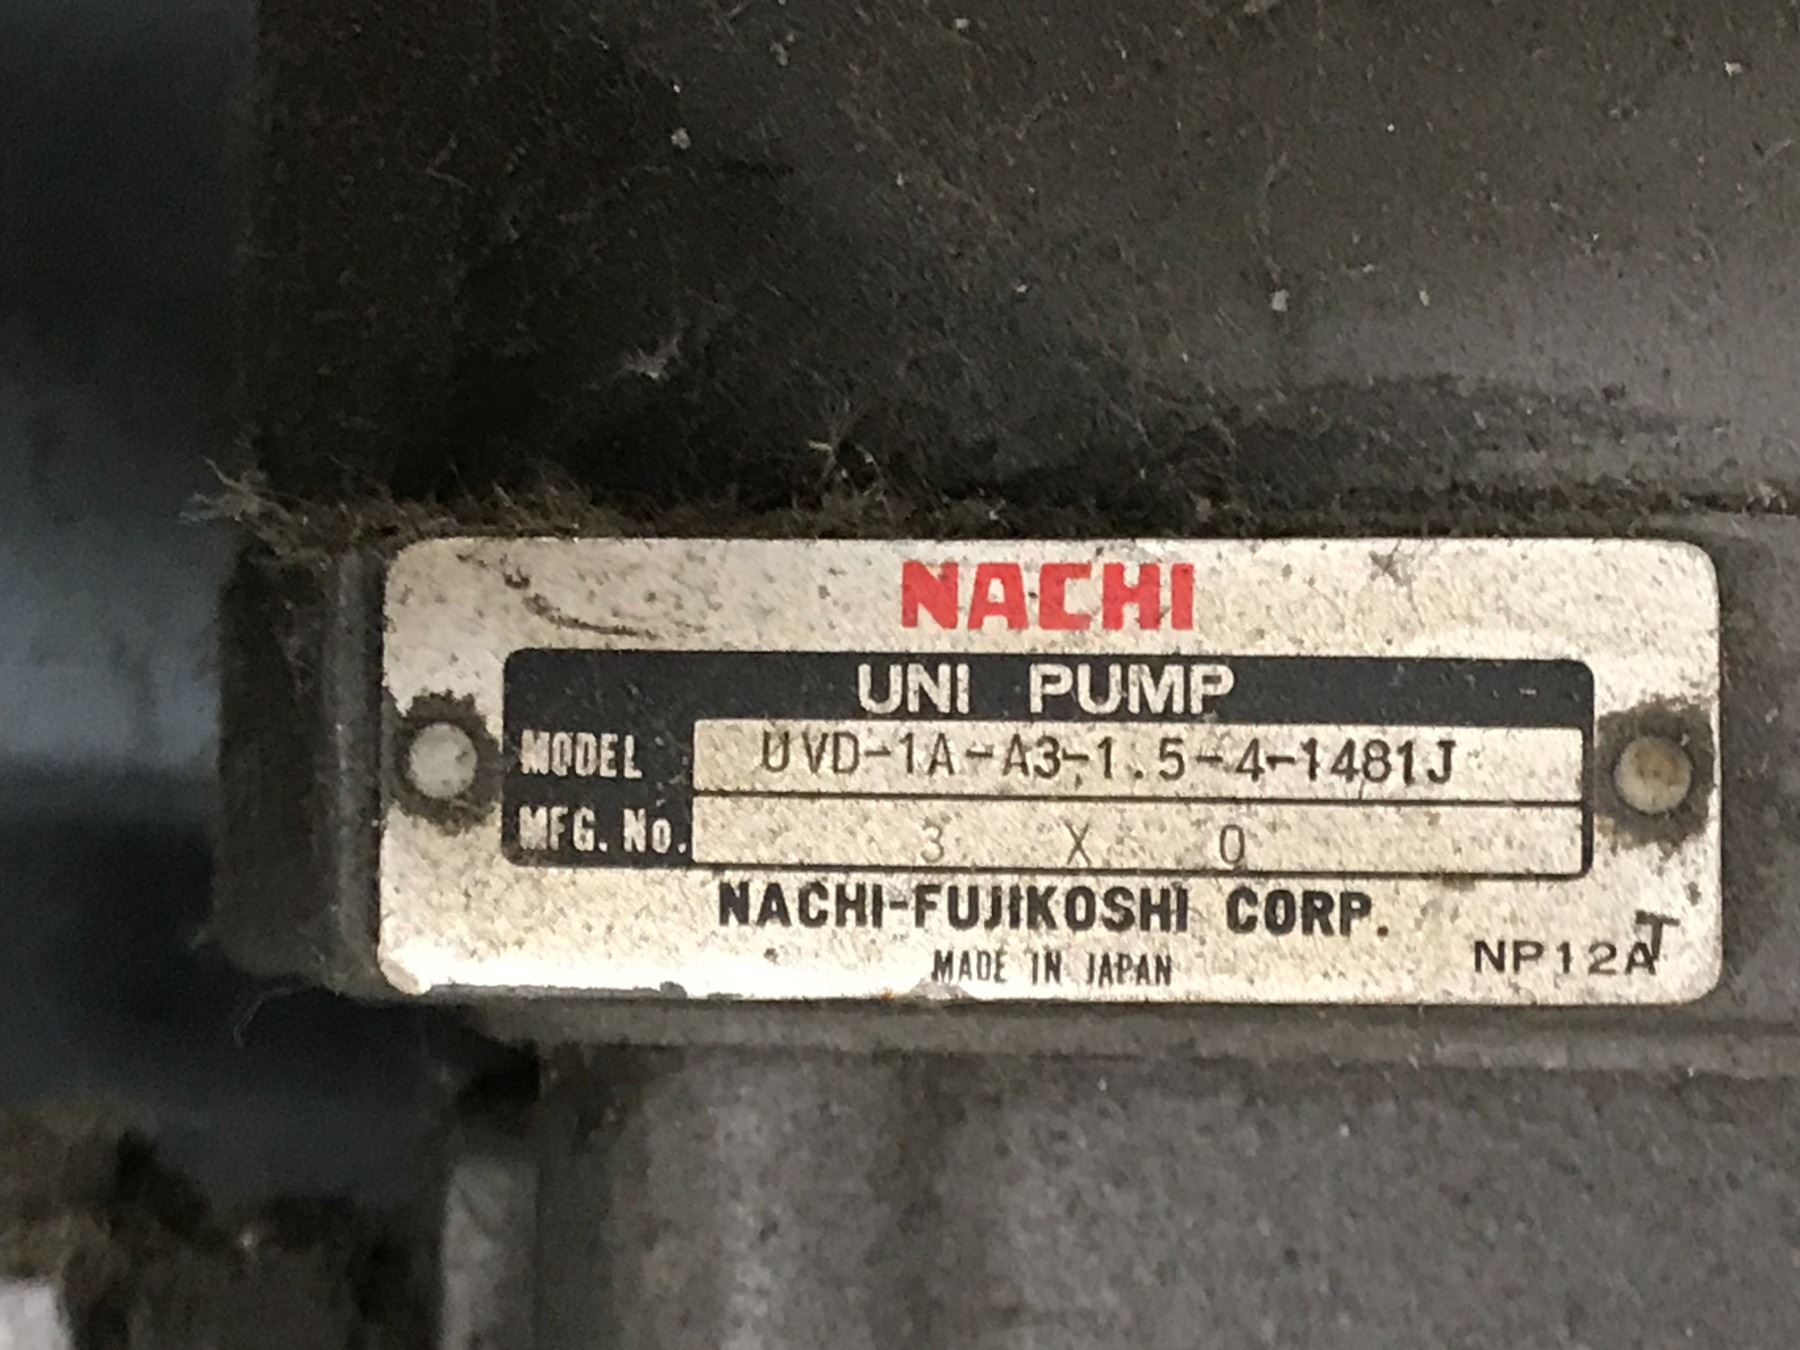 NACHI
UNI PUMP
MODEL UVD-1A-A3-1.5-4-1481J
MFG. No. 3 X 0
NACHI-FUJIKOSHI CORP.
MADE IN JAPAN
NP12AT